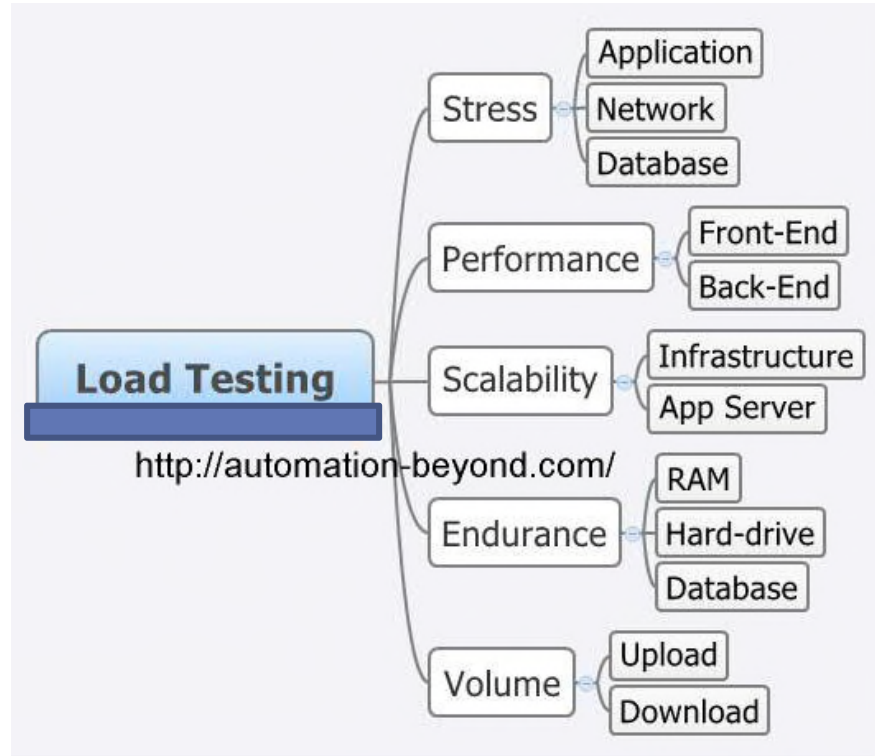 Load Testing
http://automation-beyond.com/
Stress
Application
Network
Database
Performance
Front-End
Back-End
Scalability
Infrastructure
App Server
Endurance
RAM
Hard-drive
Database
Volume
Upload
Download